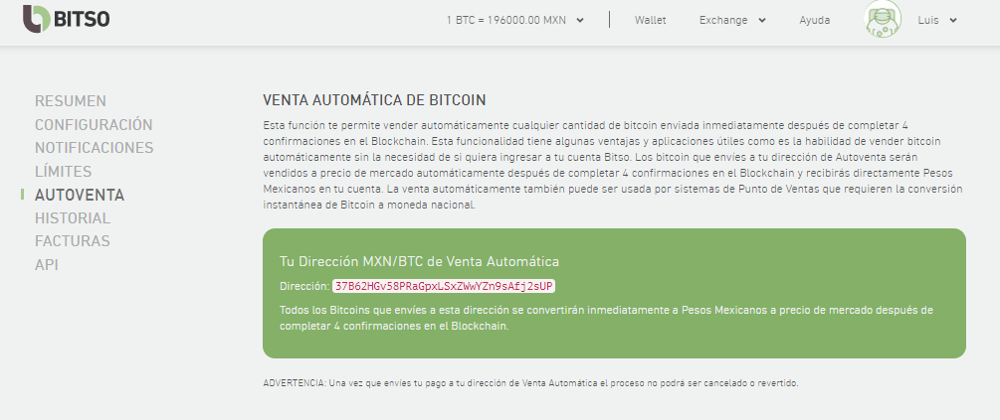 BITSO
1 BTC = 196000.00 MXN
Wallet
Exchange
Ayuda
Luis
RESUMEN
CONFIGURACIÓN
NOTIFICACIONES
LÍMITES
AUTOVENTA
HISTORIAL
FACTURAS
API
VENTA AUTOMÁTICA DE BITCOIN
Esta función te permite vender automáticamente cualquier cantidad de bitcoin enviada inmediatamente después de completar 4
confirmaciones en el Blockchain. Esta funcionalidad tiene algunas ventajas y aplicaciones útiles como es la habilidad de vender bitcoin
automáticamente sin la necesidad de si quiera ingresar a tu cuenta Bitso. Los bitcoin que envíes a tu dirección de Autoventa serán
vendidos a precio de mercado automáticamente después de completar 4 confirmaciones en el Blockchain y recibirás directamente Pesos
Mexicanos en tu cuenta. La venta automáticamente también puede ser usada por sistemas de Punto de Ventas que requieren la conversión
instantánea de Bitcoin a moneda nacional.
Tu Dirección MXN/BTC de Venta Automática
Dirección: 37B62HGv58PRaGpxLSxZWwYZn9sAfj2sUP
Todos los Bitcoins que envíes a esta dirección se convertirán inmediatamente a Pesos Mexicanos a precio de mercado después de
completar 4 confirmaciones en el Blockchain.
ADVERTENCIA: Una vez que envíes tu pago a tu dirección de Venta Automática el proceso no podrá ser cancelado o revertido.